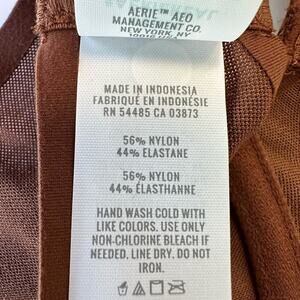 AERIE AEO
MANAGEMENT CO.
NEW YORK, NY
MADE IN INDONESIA
FABRIQUÉ EN INDONÉSIE
RN 54485 CA 03873
56% NYLON
44% ELASTANE
56% NYLON
44% ÉLASTHANNE
HAND WASH COLD WITH
LIKE COLORS. USE ONLY
NON-CHLORINE BLEACH IF
NEEDED. LINE DRY. DO NOT
IRON.